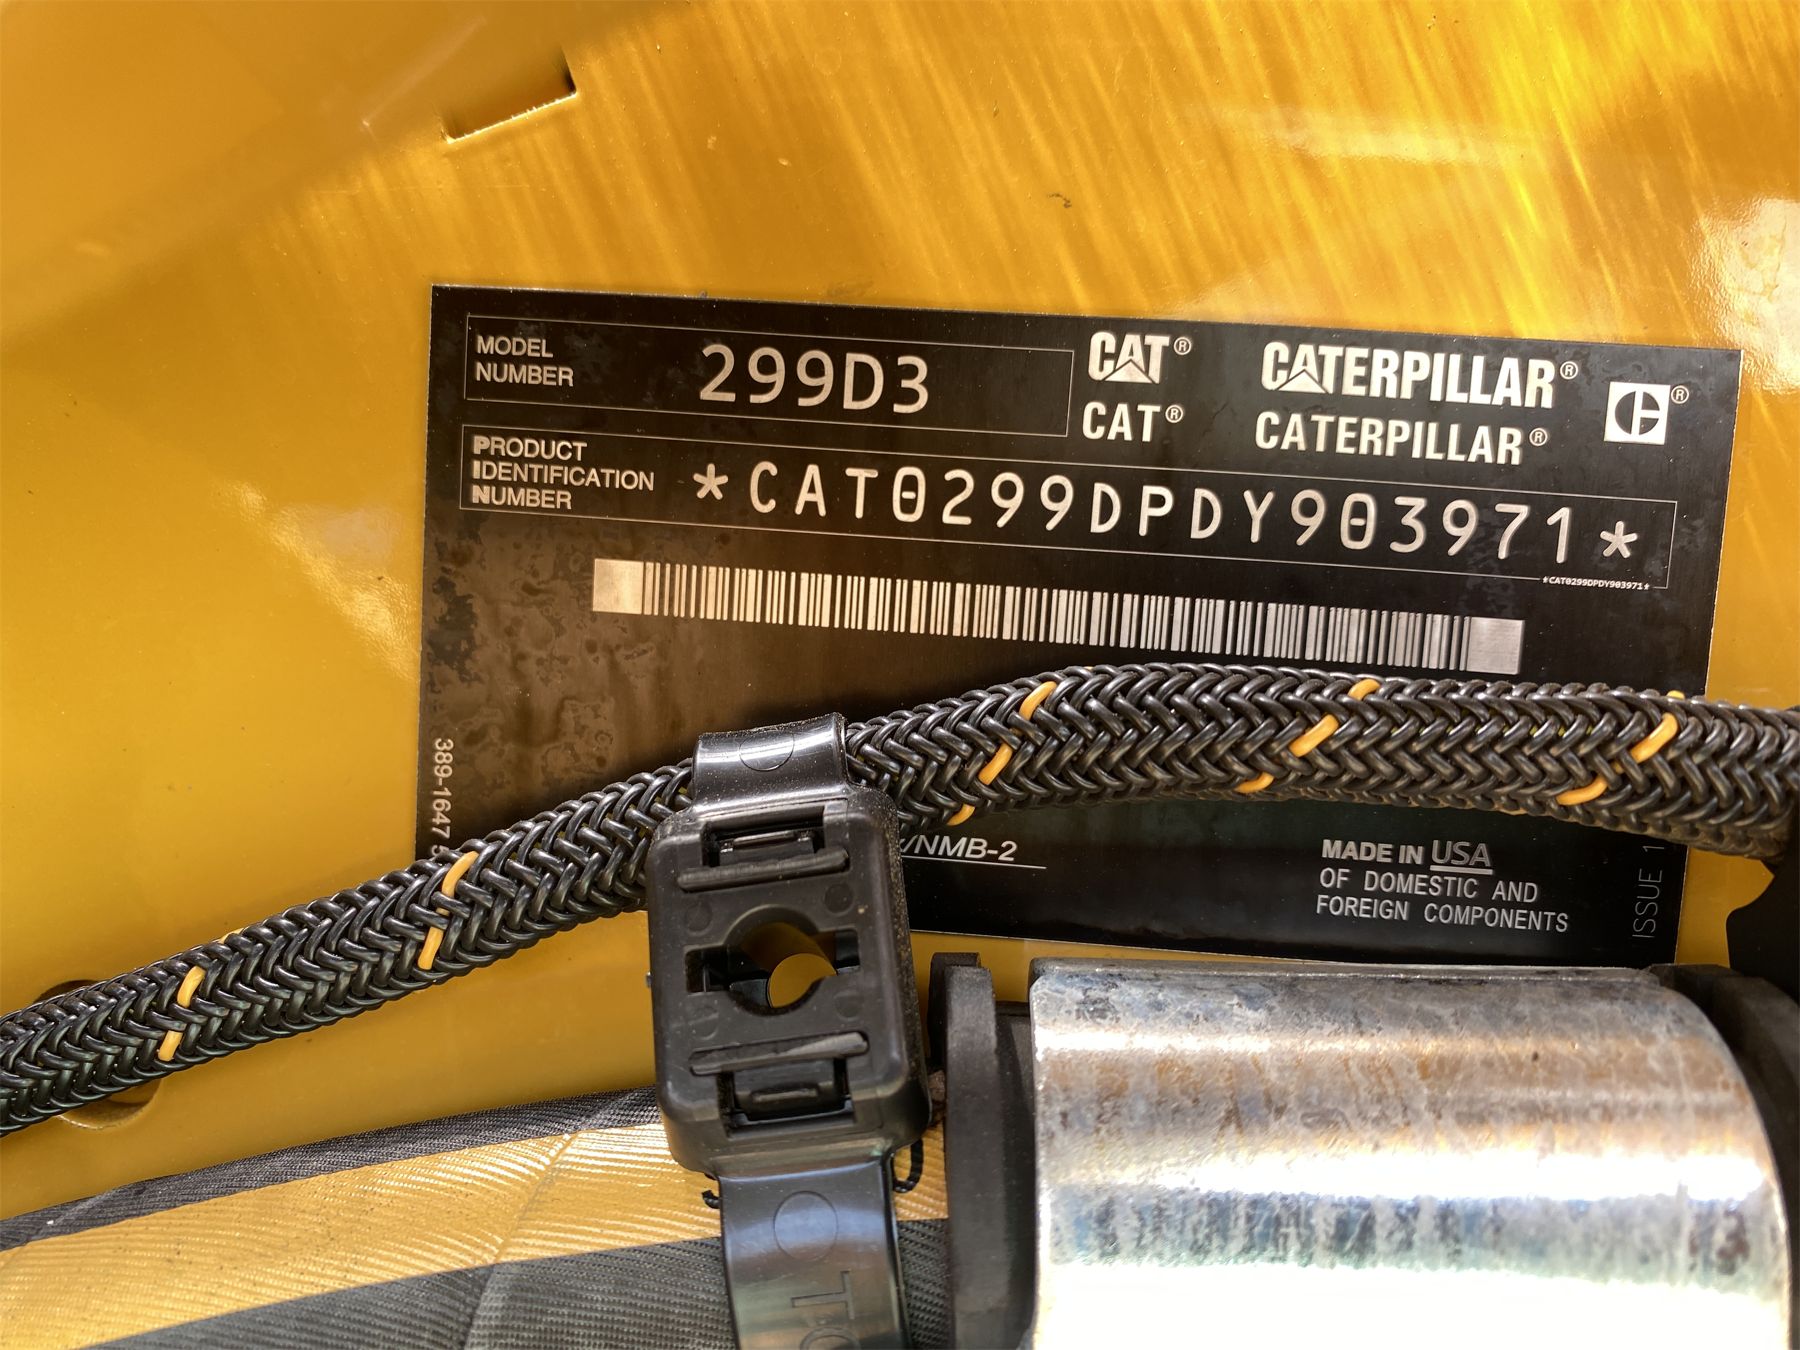 MODEL
NUMBER
299D3
CAT® CATERPILLAR®
CAT® CATERPILLAR®
PRODUCT
IDENTIFICATION
NUMBER
*CAT0299DPDY903971*
*CAT0299DPDY903971*
389-1647
/NMB-2
MADE IN USA
OF DOMESTIC AND
FOREIGN COMPONENTS
ISSUE 1